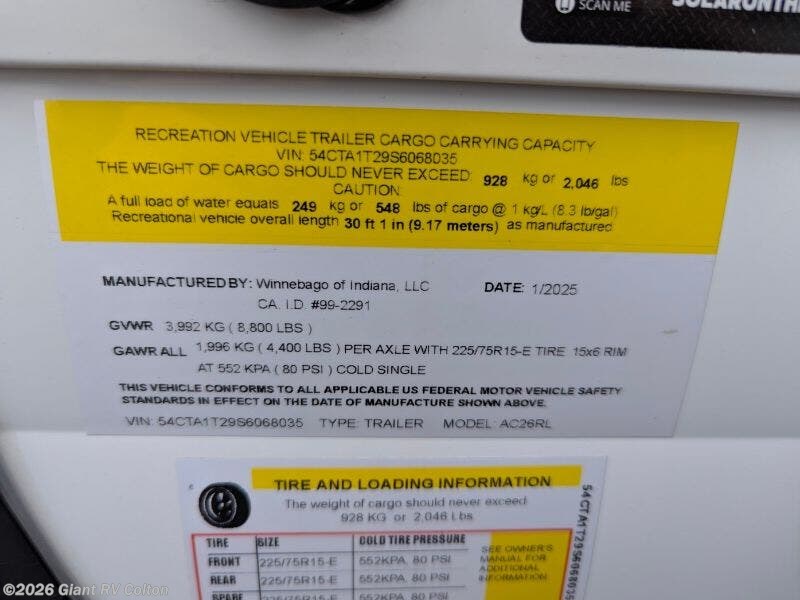 SCAN ME
RECREATION VEHICLE TRAILER CARGO CARRYING CAPACITY
VIN: 54CTA1T29S6068035
THE WEIGHT OF CARGO SHOULD NEVER EXCEED: 928 kg or 2,046 lbs
CAUTION:
A full load of water equals 249 kg or 548 lbs of cargo @ 1 kg/L (8.3 lb/gal)
Recreational vehicle overall length 30 ft 1 in (9.17 meters) as manufactured
MANUFACTURED BY: Winnebago of Indiana, LLC DATE: 1/2025
CA. I.D. #99-2291
GVWR 3,992 KG ( 8,800 LBS )
GAWR ALL 1,996 KG ( 4,400 LBS ) PER AXLE WITH 225/75R15-E TIRE 15x6 RIM
AT 552 KPA ( 80 PSI ) COLD SINGLE
THIS VEHICLE CONFORMS TO ALL APPLICABLE US FEDERAL MOTOR VEHICLE SAFETY
STANDARDS IN EFFECT ON THE DATE OF MANUFACTURE SHOWN ABOVE.
VIN: 54CTA1T29S6068035 TYPE: TRAILER MODEL: AC26RL
TIRE AND LOADING INFORMATION
The weight of cargo should never exceed
928 KG or 2,046 Lbs
TIRE SIZE COLD TIRE PRESSURE
FRONT 225/75R15-E 552KPA, 80 PSI
REAR 225/75R15-E 552KPA, 80 PSI
SPARE 225/75R15-E 552KPA, 80 PSI
SEE OWNER'S
MANUAL FOR
ADDITIONAL
INFORMATION
54CTA1T29S6068035
©2026 Giant RV Colton